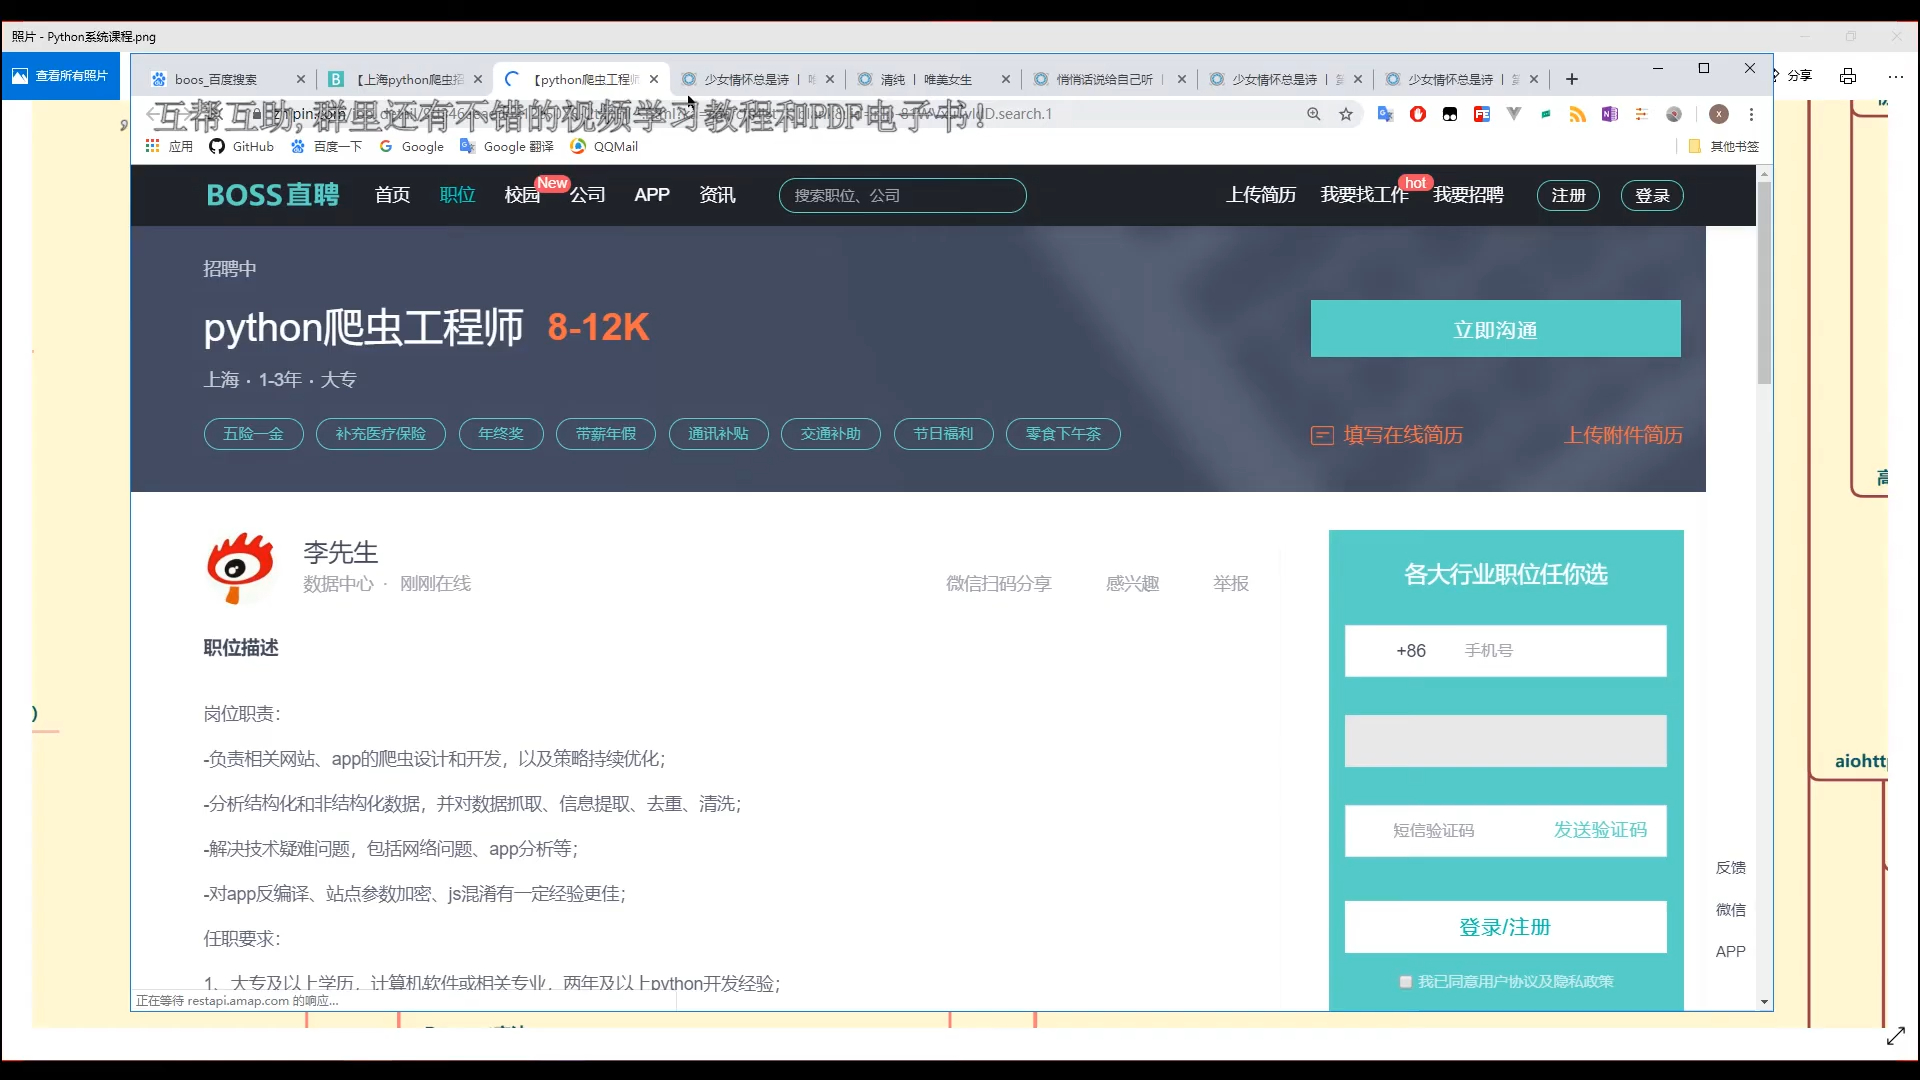 照片 - Python系统课程.png
查看所有照片
分享
boos_百度搜索
【上海python爬虫招
【python爬虫工程师
少女情怀总是诗 |
清纯 | 唯美女生
悄悄话说给自己听
少女情怀总是诗 |
少女情怀总是诗 |
，互帮互助,群里还有不错的视频学习教程和PDF电子书!
D.search.1
应用
GitHub
百度一下
Google
Google 翻译
QQMail
其他书签
BOSS直聘
首页
职位
校园
New
公司
APP
资讯
搜索职位、公司
上传简历
我要找工作
hot
我要招聘
注册
登录
招聘中
python爬虫工程师 8-12K
立即沟通
上海 · 1-3年 · 大专
五险一金
补充医疗保险
年终奖
带薪年假
通讯补贴
交通补助
节日福利
零食下午茶
填写在线简历
上传附件简历
李先生
数据中心 · 刚刚在线
微信扫码分享
感兴趣
举报
各大行业职位任你选
+86 手机号
短信验证码
发送验证码
登录/注册
我已同意用户协议及隐私政策
职位描述
岗位职责：
-负责相关网站、app的爬虫设计和开发，以及策略持续优化；
-分析结构化和非结构化数据，并对数据抓取、信息提取、去重、清洗；
-解决技术疑难问题，包括网络问题、app分析等；
-对app反编译、站点参数加密、js混淆有一定经验更佳；
任职要求：
1、大专及以上学历，计算机软件或相关专业，两年及以上python开发经验；
反馈
微信
APP
正在等待 restapi.amap.com 的响应...
aiohtt